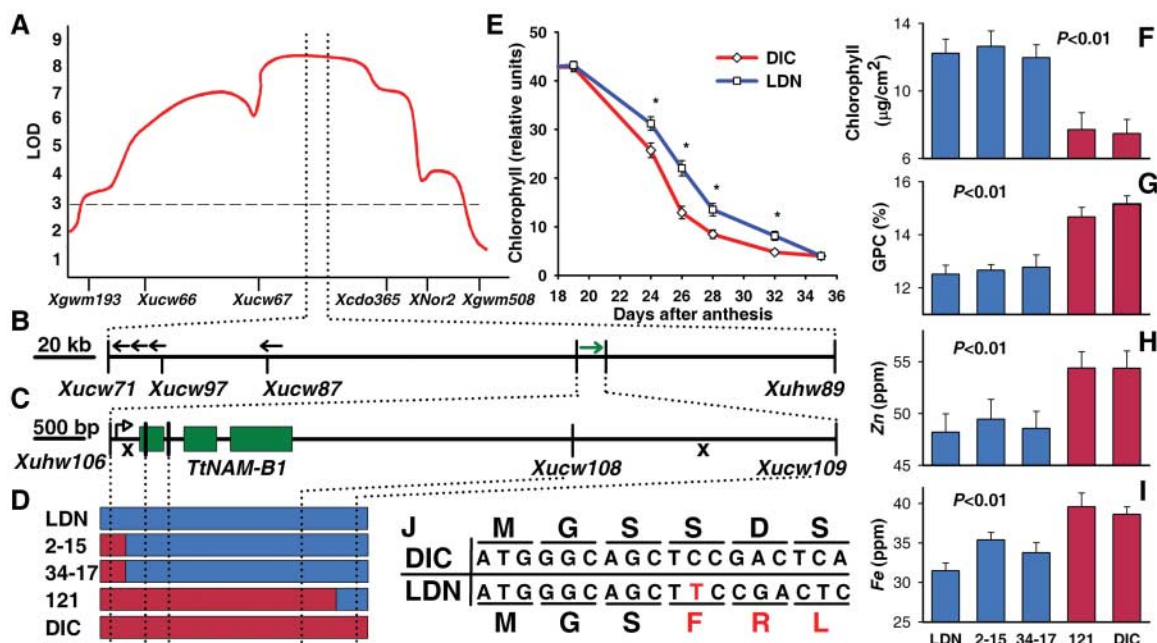 A
9
8
7
6
5
4
3
2
1
LOD
Xgwm193 Xucw66 Xucw67 Xcdo365 XNor2 Xgwm508
E
50
40
30
20
10
0
Chlorophyll (relative units)
DIC
LDN
* * * *
18 20 22 24 26 28 30 32 34 36
Days after anthesis
B
20 kb
Xucw71 Xucw97 Xucw87 Xuhw89
C
500 bp
x x
Xuhw106 TtNAM-B1 Xucw108 Xucw109
D
LDN
2-15
34-17
121
DIC
J
M G S S D S
DIC ATGGGCAGCTCCGACTCA
LDN ATGGGCAGCTTCCGACTC
M G S F R L
F
P<0.01
Chlorophyll
(µg/cm2)
14
12
10
8
6
G
P<0.01
GPC (%)
16
14
12
H
P<0.01
Zn (ppm)
55
50
45
I
P<0.01
Fe (ppm)
40
35
30
25
LDN 2-15 34-17 121 DIC